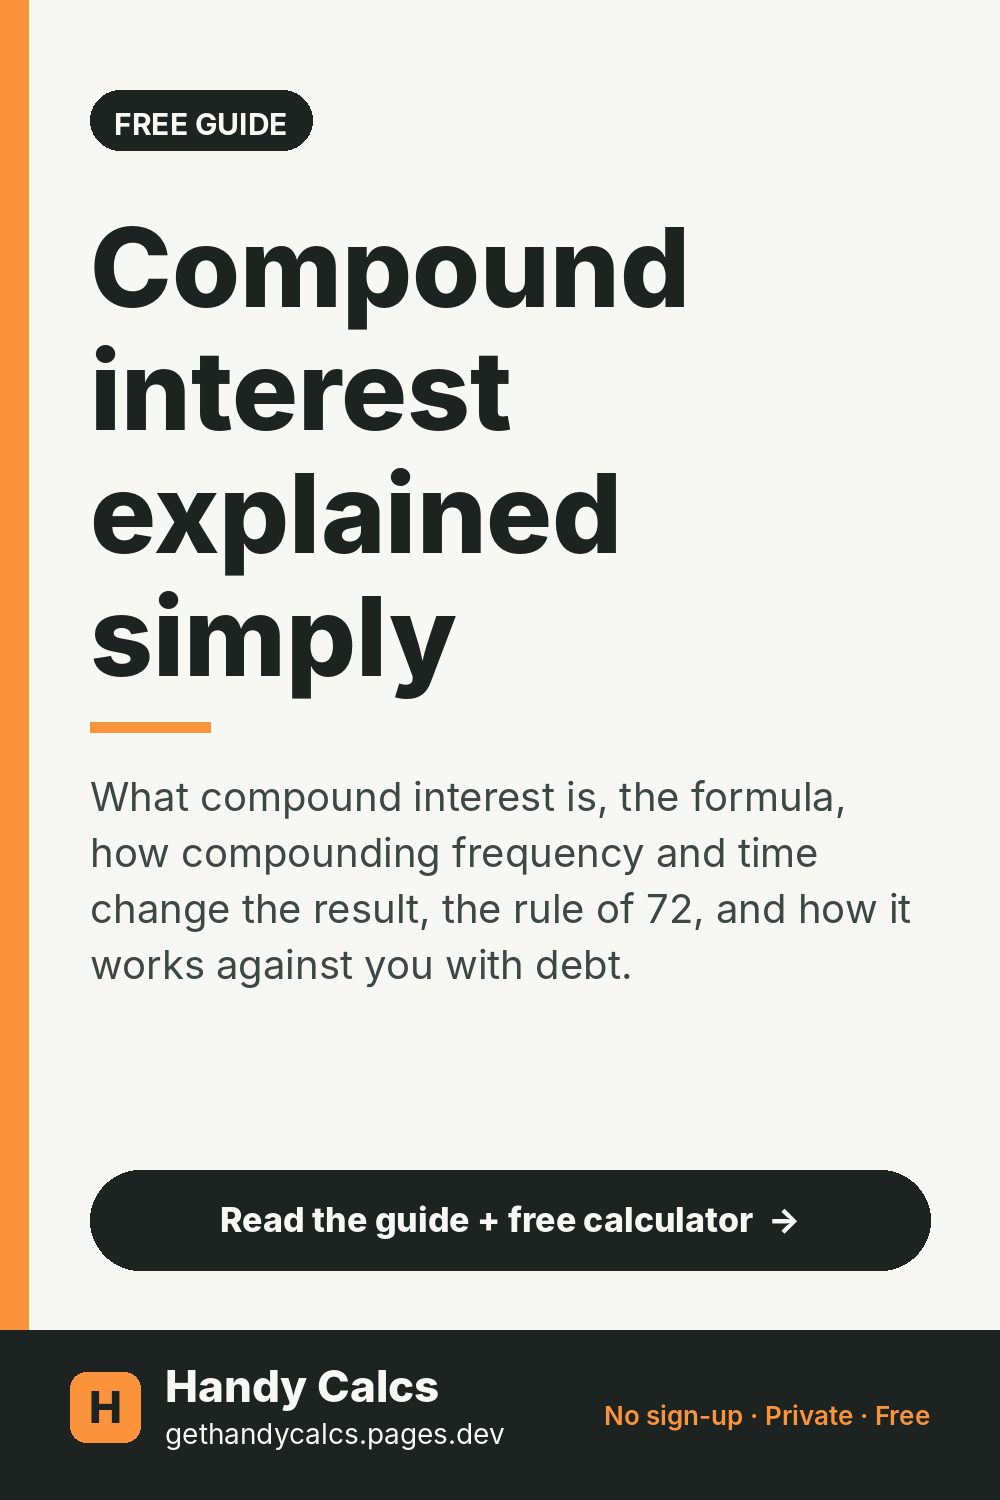 FREE GUIDE
Compound
interest
explained
simply
What compound interest is, the formula,
how compounding frequency and time
change the result, the rule of 72, and how it
works against you with debt.
Read the guide + free calculator →
H
Handy Calcs
gethandycalcs.pages.dev
No sign-up · Private · Free